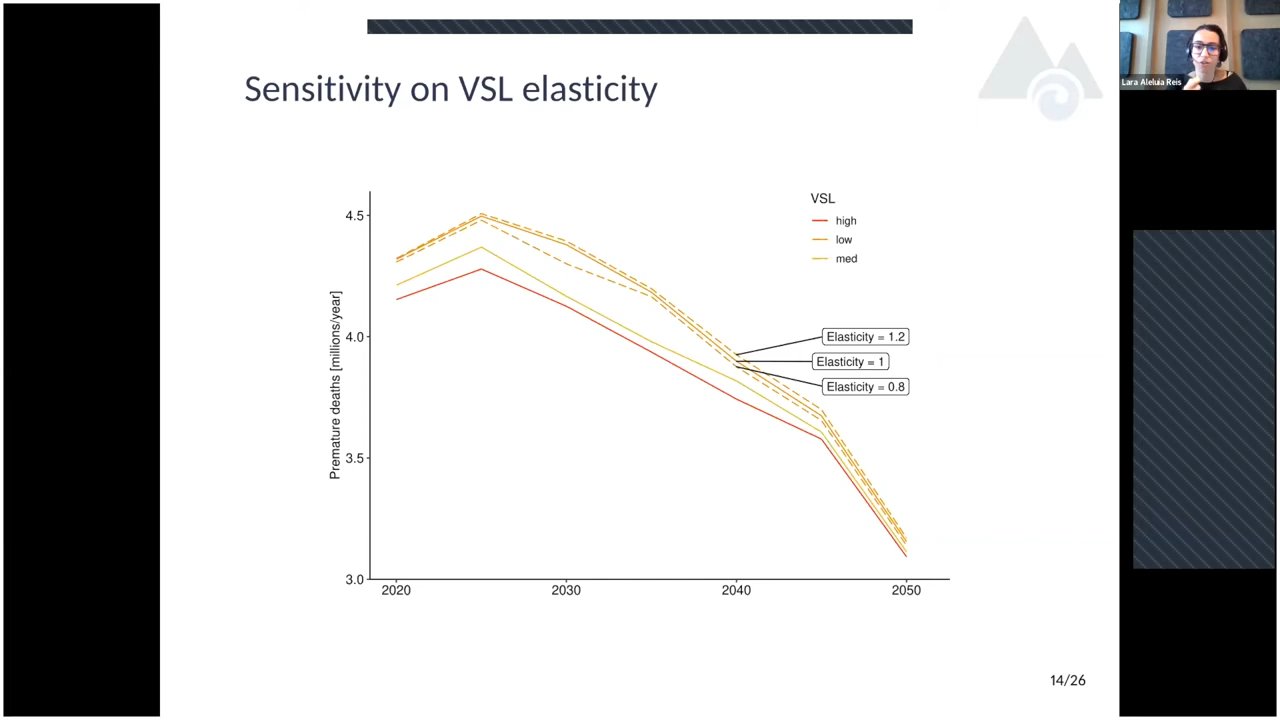 Sensitivity on VSL elasticity
Lara Aleluia Reis
VSL
high
low
med
4.5
4.0
3.5
3.0
Premature deaths [millions/year]
Elasticity = 1.2
Elasticity = 1
Elasticity = 0.8
2020
2030
2040
2050
14/26